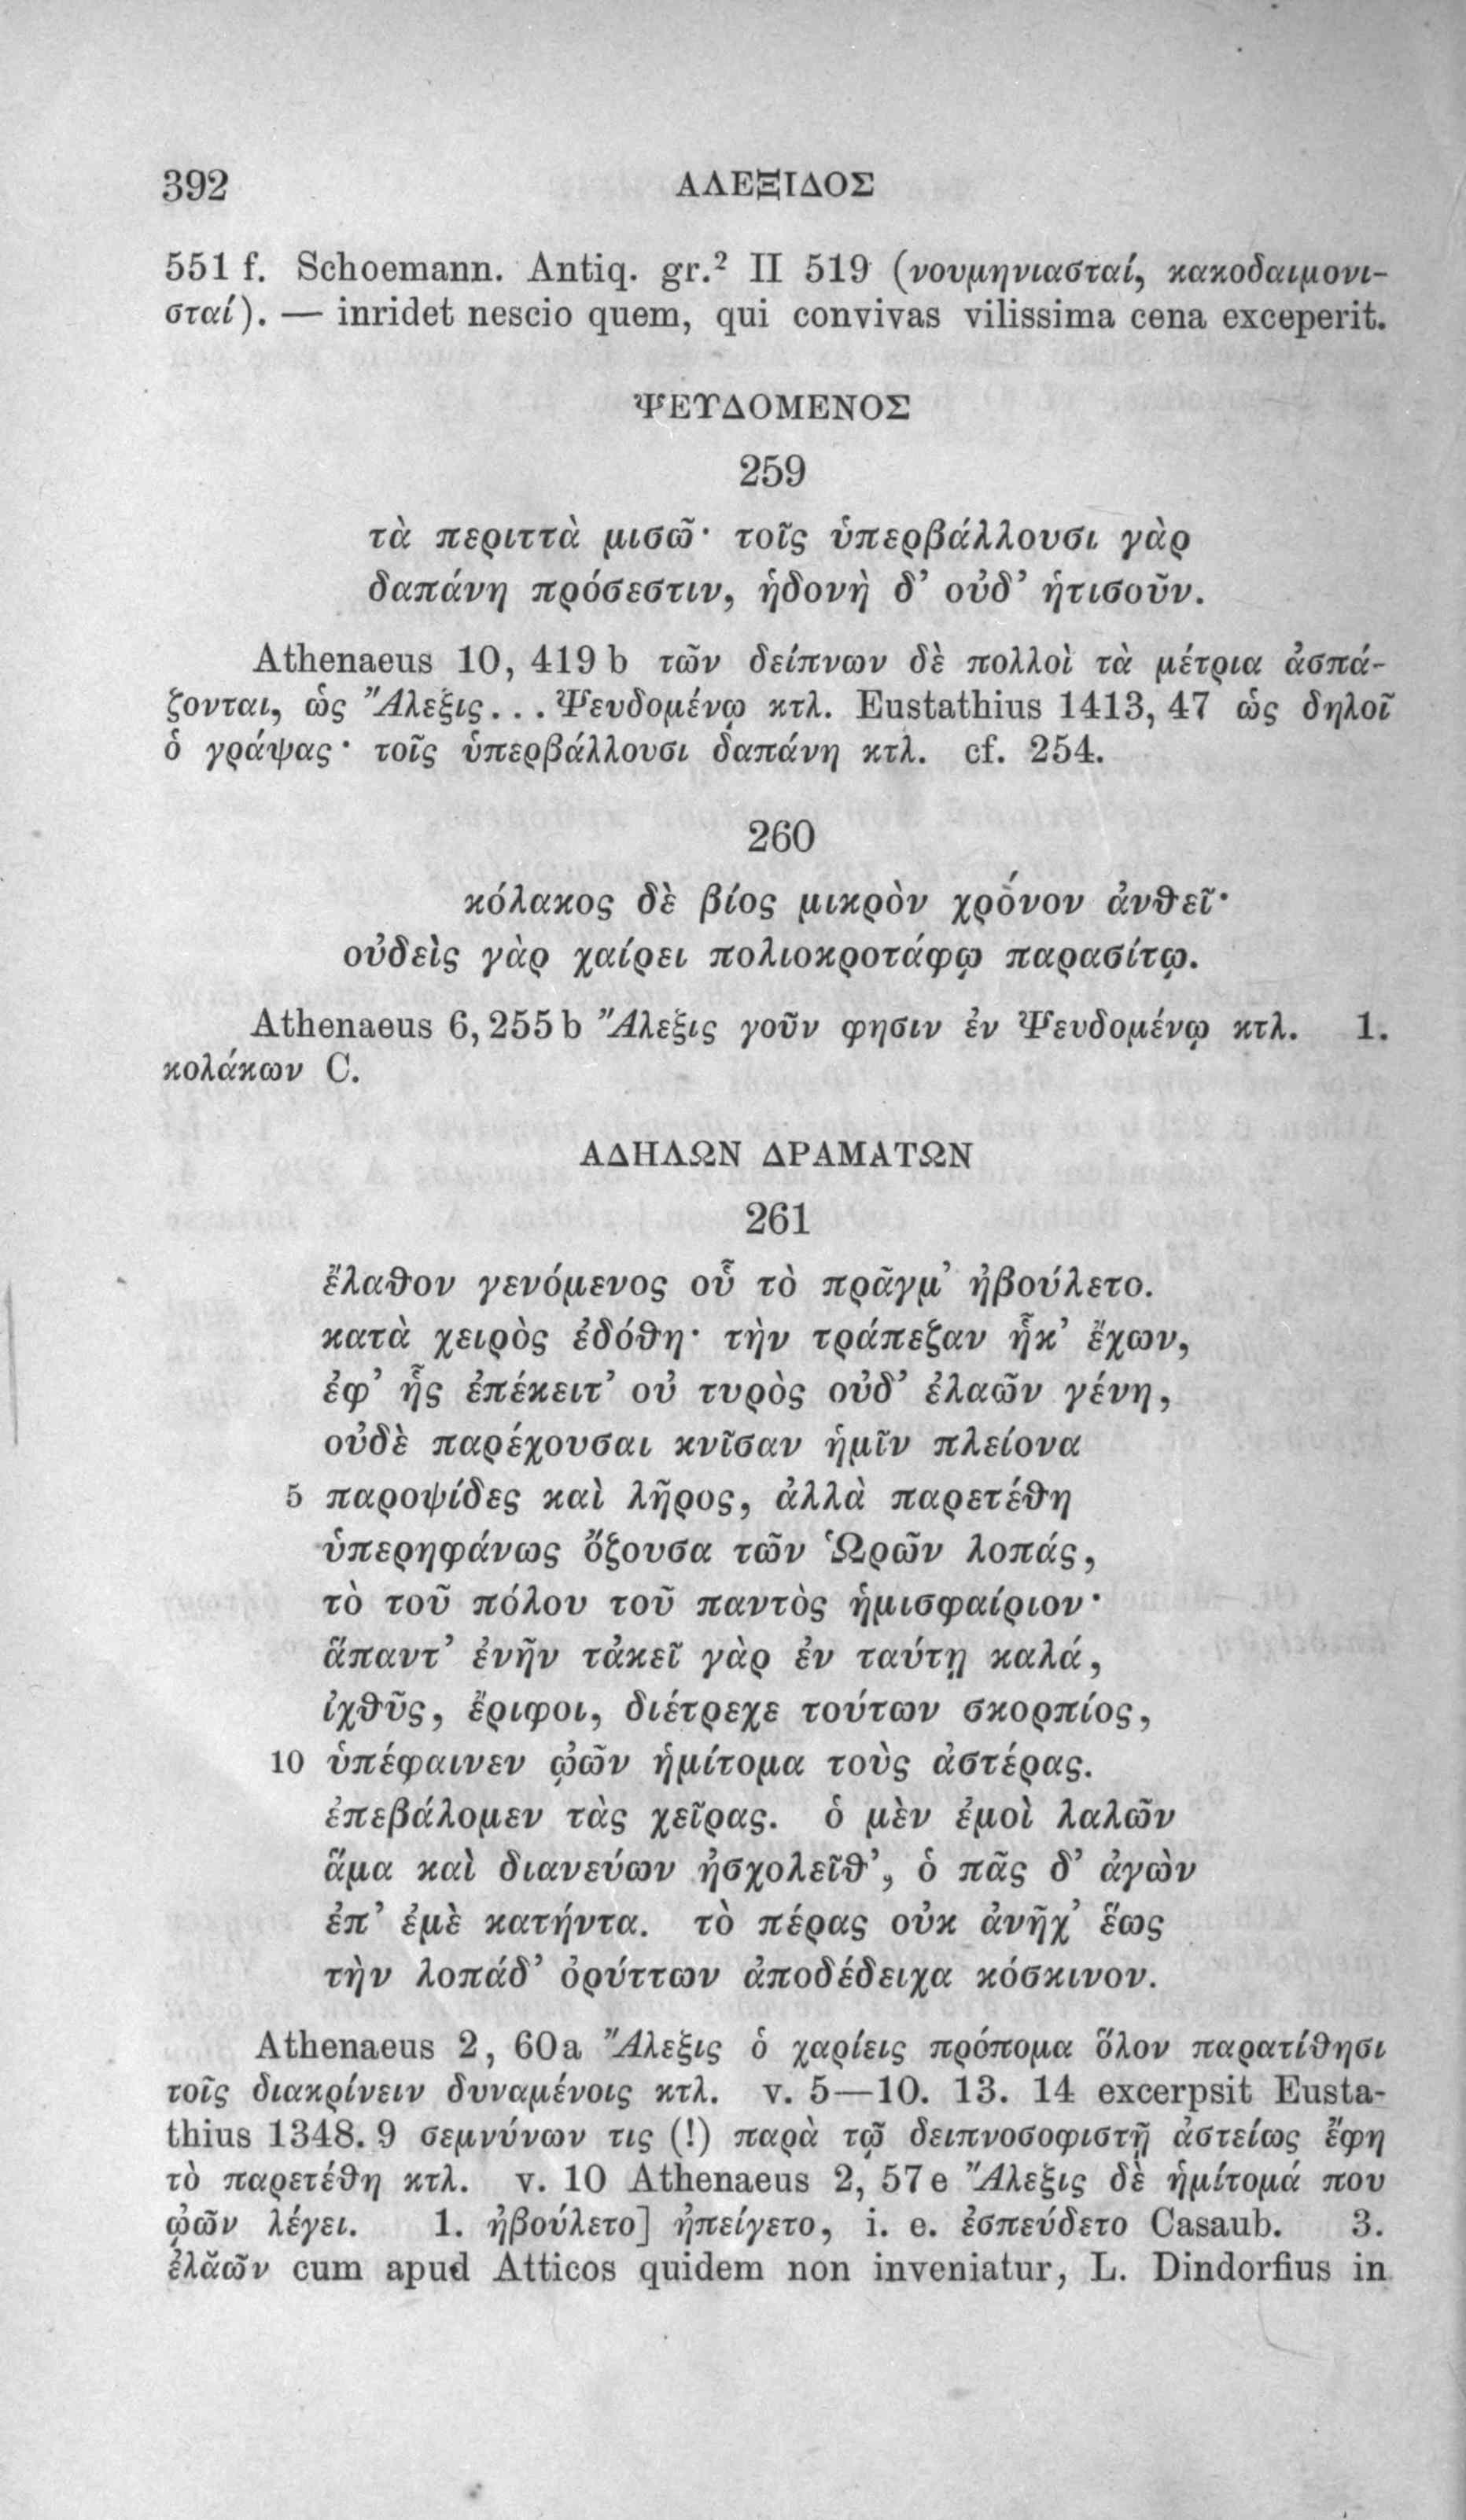 392 ΑΛΕΞΙΔΟΣ
551 f. Schoemann. Antiq. gr.² II 519 (νουμηνιασταί, κακοδαιμονι-
σταί). — inridet nescio quem, qui convivas vilissima cena exceperit.
ΨΕΥΔΟΜΕΝΟΣ
259
τὰ περιττὰ μισῶ· τοῖς ὑπερβάλλουσι γὰρ
δαπάνη πρόσεστιν, ἡδονὴ δ’ οὐδ’ ἡτισοῦν.
Athenaeus 10, 419 b τῶν δείπνων δὲ πολλοὶ τὰ μέτρια ἀσπά-
ζονται, ὡς Ἄλεξις... Ψευδομένῳ κτλ. Eustathius 1413, 47 ὡς δηλοῖ
ὁ γράψας· τοῖς ὑπερβάλλουσι δαπάνη κτλ. cf. 254.
260
κόλακος δὲ βίος μικρὸν χρόνον ἀνθεῖ·
οὐδεὶς γὰρ χαίρει πολιοκροτάφῳ παρασίτῳ.
Athenaeus 6, 255 b Ἄλεξις γοῦν φησιν ἐν Ψευδομένῳ κτλ. 1.
κολάκων C.
ΑΔΗΛΩΝ ΔΡΑΜΑΤΩΝ
261
ἔλαθον γενόμενος οὗ τὸ πρᾶγμ’ ἠβούλετο.
κατὰ χειρὸς ἐδόθη· τὴν τράπεζαν ἧκ’ ἔχων,
ἐφ’ ἧς ἐπέκειτ’ οὐ τυρὸς οὐδ’ ἐλαῶν γένη,
οὐδὲ παρέχουσαι κνῖσαν ἡμῖν πλείονα
5 παροψίδες καὶ λῆρος, ἀλλὰ παρετέθη
ὑπερηφάνως ὄζουσα τῶν Ὡρῶν λοπάς,
τὸ τοῦ πόλου τοῦ παντὸς ἡμισφαίριον·
ἅπαντ’ ἐνῆν τἀκεῖ γὰρ ἐν ταύτῃ καλά,
ἰχθῦς, ἔριφοι, διέτρεχε τούτων σκορπίος,
10 ὑπέφαινεν ᾠῶν ἡμίτομα τοὺς ἀστέρας.
ἐπεβάλομεν τὰς χεῖρας. ὁ μὲν ἐμοὶ λαλῶν
ἅμα καὶ διανεύων ἠσχολεῖθ’, ὁ πᾶς δ’ ἀγὼν
ἐπ’ ἐμὲ κατήντα. τὸ πέρας οὐκ ἀνῆχ’ ἕως
τὴν λοπάδ’ ὀρύττων ἀποδέδειχα κόσκινον.
Athenaeus 2, 60 a Ἄλεξις ὁ χαρίεις πρόπομα ὅλον παρατίθησι
τοῖς διακρίνειν δυναμένοις κτλ. v. 5—10. 13. 14 excerpsit Eusta-
thius 1348. 9 σεμνύνων τις (!) παρὰ τῷ δειπνοσοφιστῇ ἀστείως ἔφη
τὸ παρετέθη κτλ. v. 10 Athenaeus 2, 57 e Ἄλεξις δὲ ἡμίτομά που
ᾠῶν λέγει. 1. ἠβούλετο] ἠπείγετο, i. e. ἐσπεύδετο Casaub. 3.
ἐλᾰῶν cum apud Atticos quidem non inveniatur, L. Dindorfius in